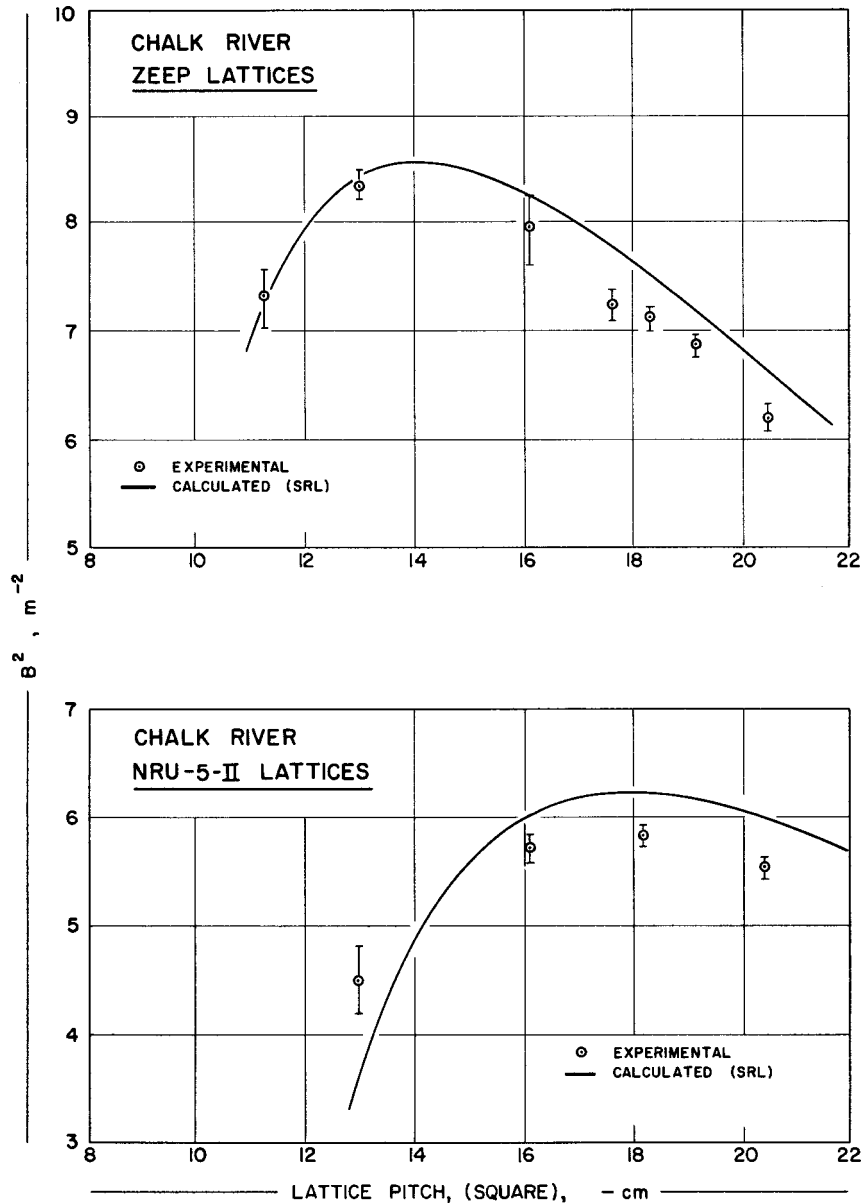 CHALK RIVER
ZEEP LATTICES
10
9
8
7
6
5
EXPERIMENTAL
CALCULATED (SRL)
8 10 12 14 16 18 20 22
B², m⁻²
CHALK RIVER
NRU-5-II LATTICES
7
6
5
4
3
EXPERIMENTAL
CALCULATED (SRL)
8 10 12 14 16 18 20 22
LATTICE PITCH, (SQUARE), - cm